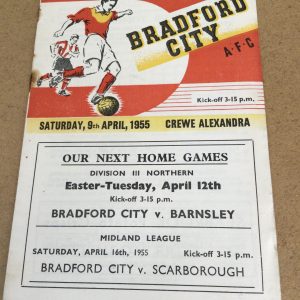 BRADFORD
CITY
A·F·C
Kick-off 3-15 p.m.
SATURDAY, 9th APRIL, 1955 CREWE ALEXANDRA
OUR NEXT HOME GAMES
DIVISION III NORTHERN
Easter-Tuesday, April 12th
Kick-off 3-15 p.m.
BRADFORD CITY v. BARNSLEY
MIDLAND LEAGUE
SATURDAY, APRIL 16th, 1955 Kick-off 3-15 p.m.
BRADFORD CITY v. SCARBOROUGH